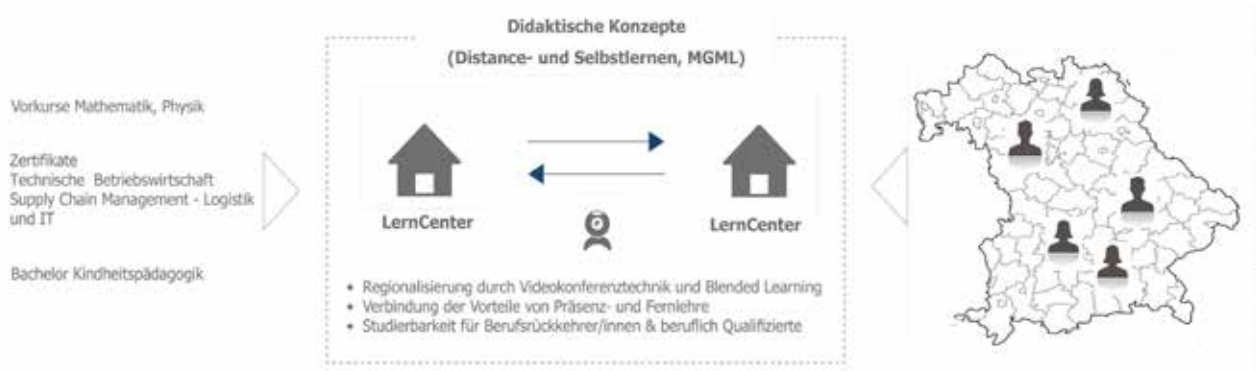 Didaktische Konzepte
(Distance- und Selbstlernen, MGML)
Vorkurse Mathematik, Physik
Zertifikate
Technische Betriebswirtschaft
Supply Chain Management - Logistik
und IT
Bachelor Kindheitspädagogik
LernCenter
LernCenter
• Regionalisierung durch Videokonferenztechnik und Blended Learning
• Verbindung der Vorteile von Präsenz- und Fernlehre
• Studierbarkeit für Berufsrückkehrer/innen & beruflich Qualifizierte